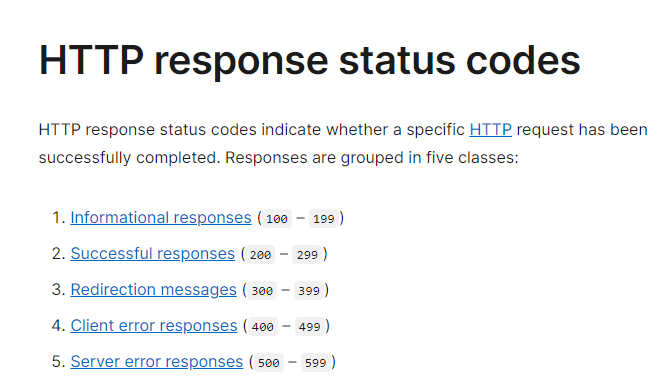 HTTP response status codes
HTTP response status codes indicate whether a specific HTTP request has been
successfully completed. Responses are grouped in five classes:
1. Informational responses (100 – 199)
2. Successful responses (200 – 299)
3. Redirection messages (300 – 399)
4. Client error responses (400 – 499)
5. Server error responses (500 – 599)